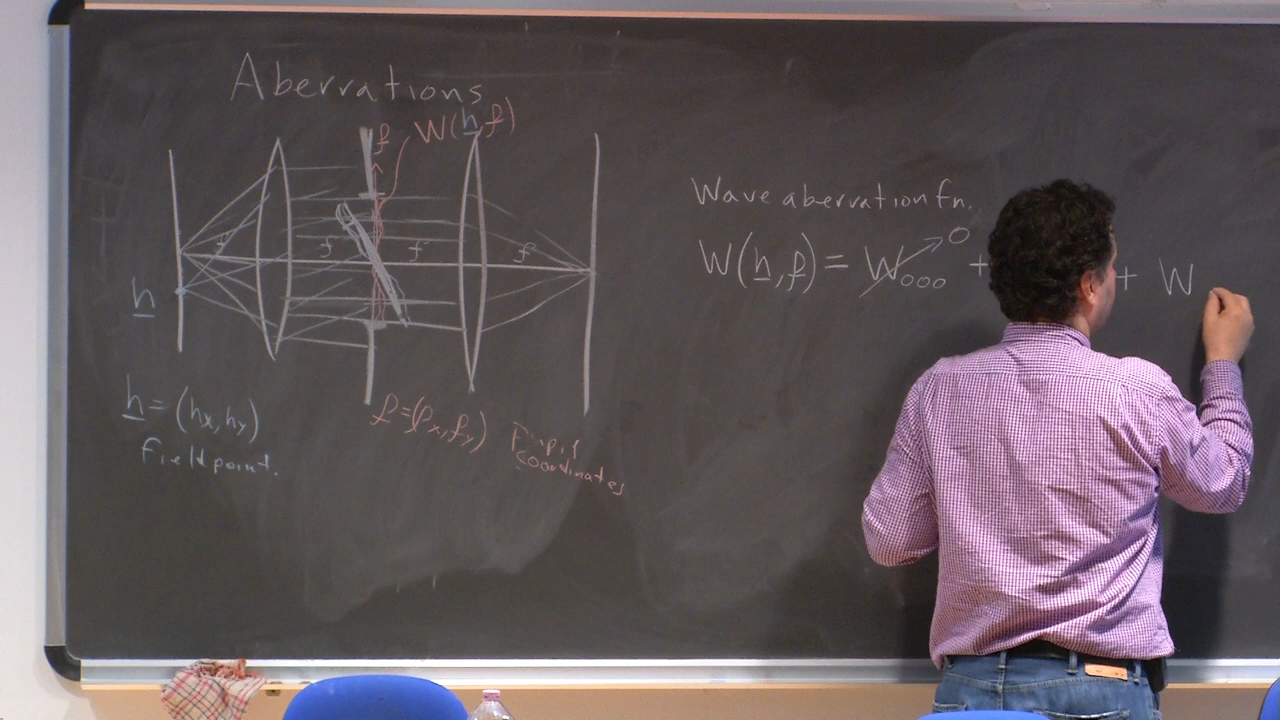 Aberrations
W(h, ρ)
ρ
Wave aberration fn.
W(h, ρ) = W₀₀₀ → 0 + + W
f f f f
h
h = (hx, hy)
Field point.
ρ = (ρx, ρy) Pupil
coordinates